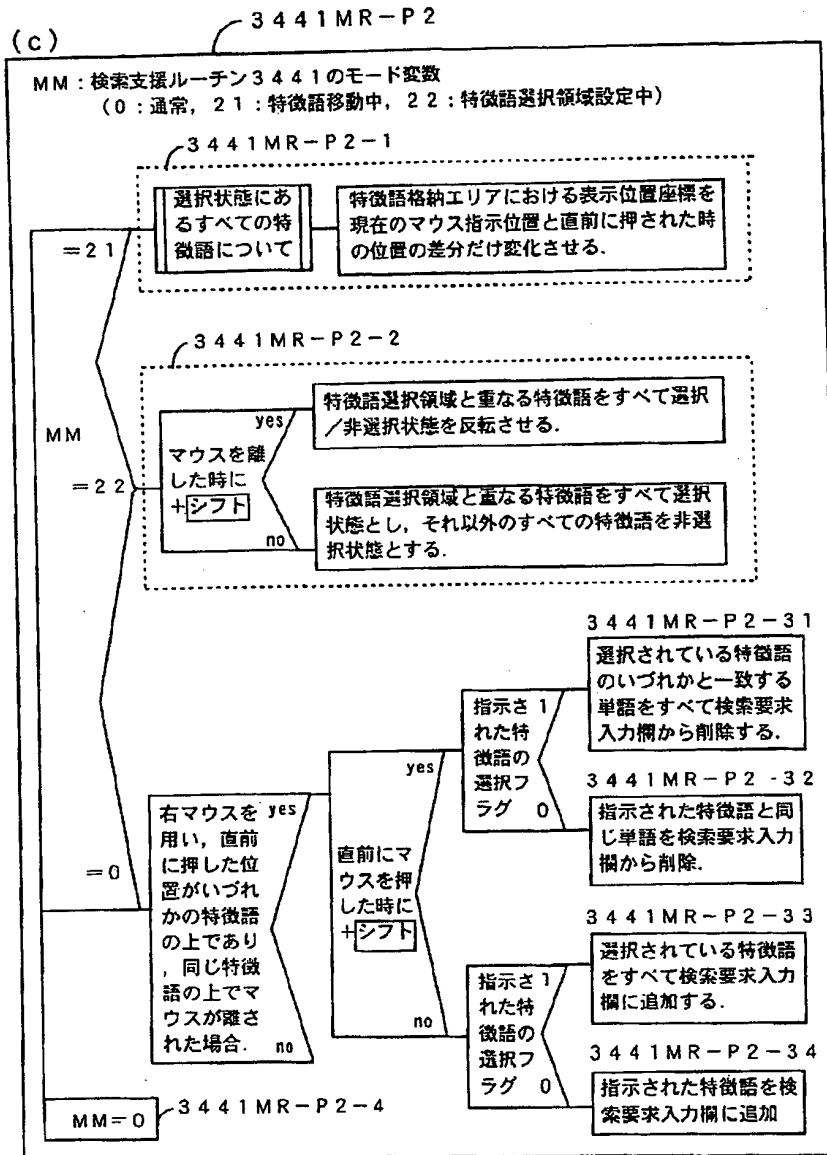 (c)
3441MR-P2
MM:検索支援ルーチン3441のモード変数
(0:通常, 21:特徴語移動中, 22:特徴語選択領域設定中)
3441MR-P2-1
選択状態にあ
るすべての特
徴語について
特徴語格納エリアにおける表示位置座標を
現在のマウス指示位置と直前に押された時
の位置の差分だけ変化させる.
=21
3441MR-P2-2
MM
=22
マウスを離
した時に
+シフト
yes
特徴語選択領域と重なる特徴語をすべて選択
/非選択状態を反転させる.
no
特徴語選択領域と重なる特徴語をすべて選択
状態とし,それ以外のすべての特徴語を非選
択状態とする.
=0
右マウスを
用い,直前
に押した位
置がいづれ
かの特徴語
の上であり
,同じ特徴
語の上でマ
ウスが離さ
れた場合.
yes
no
直前にマ
ウスを押
した時に
+シフト
yes
no
指示さ
れた特
徴語の
選択フ
ラグ
1
0
3441MR-P2-31
選択されている特徴語
のいづれかと一致する
単語をすべて検索要求
入力欄から削除する.
3441MR-P2-32
指示された特徴語と同
じ単語を検索要求入力
欄から削除.
指示さ
れた特
徴語の
選択フ
ラグ
1
0
3441MR-P2-33
選択されている特徴語
をすべて検索要求入力
欄に追加する.
3441MR-P2-34
指示された特徴語を検
索要求入力欄に追加
MM=0
3441MR-P2-4